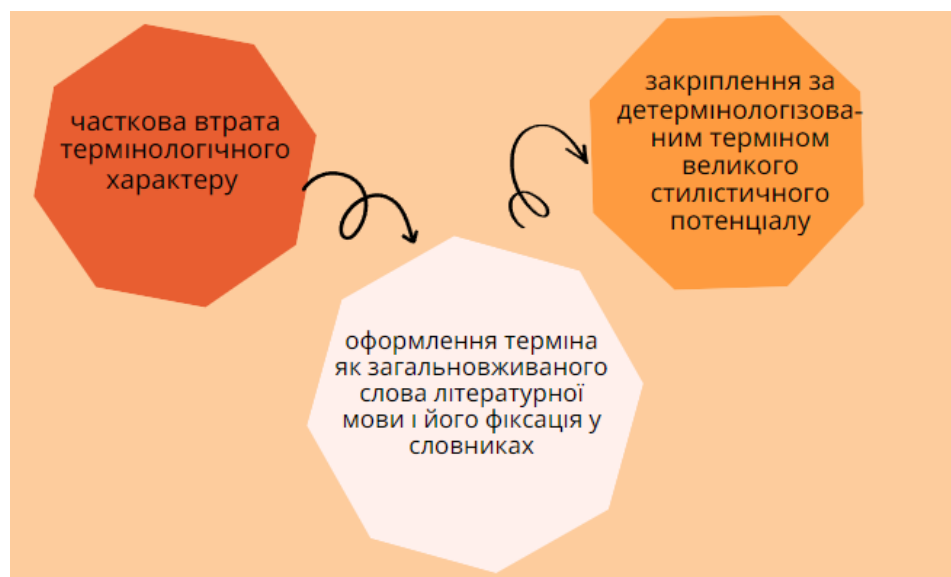 часткова втрата
термінологічного
характеру
оформлення терміна
як загальновживаного
слова літературної
мови і його фіксація у
словниках
закріплення за
детермінологізова-
ним терміном
великого
стилістичного
потенціалу